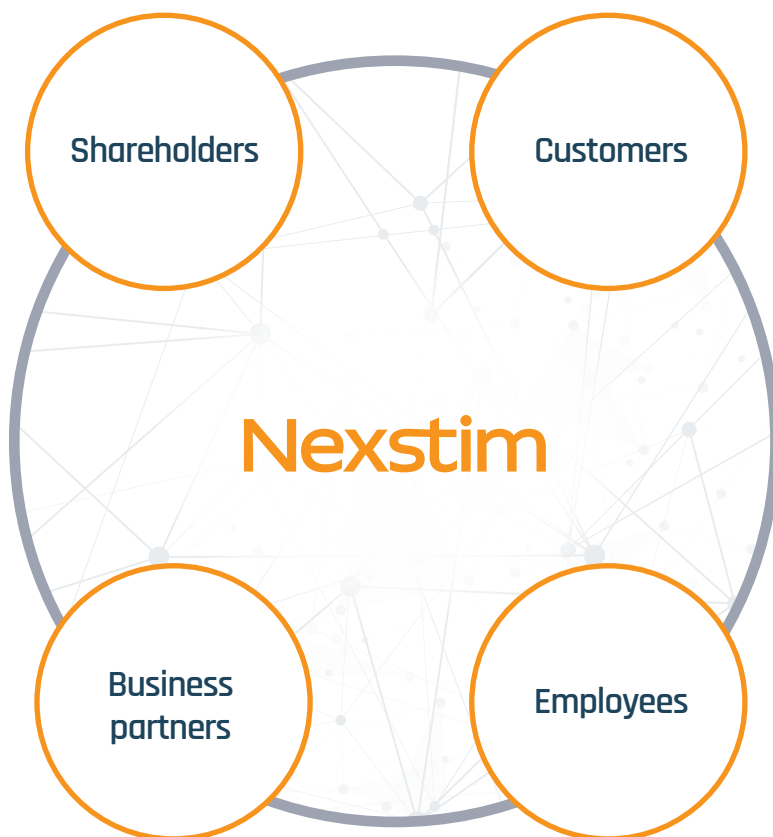 Shareholders
Customers
Nexstim
Business
partners
Employees